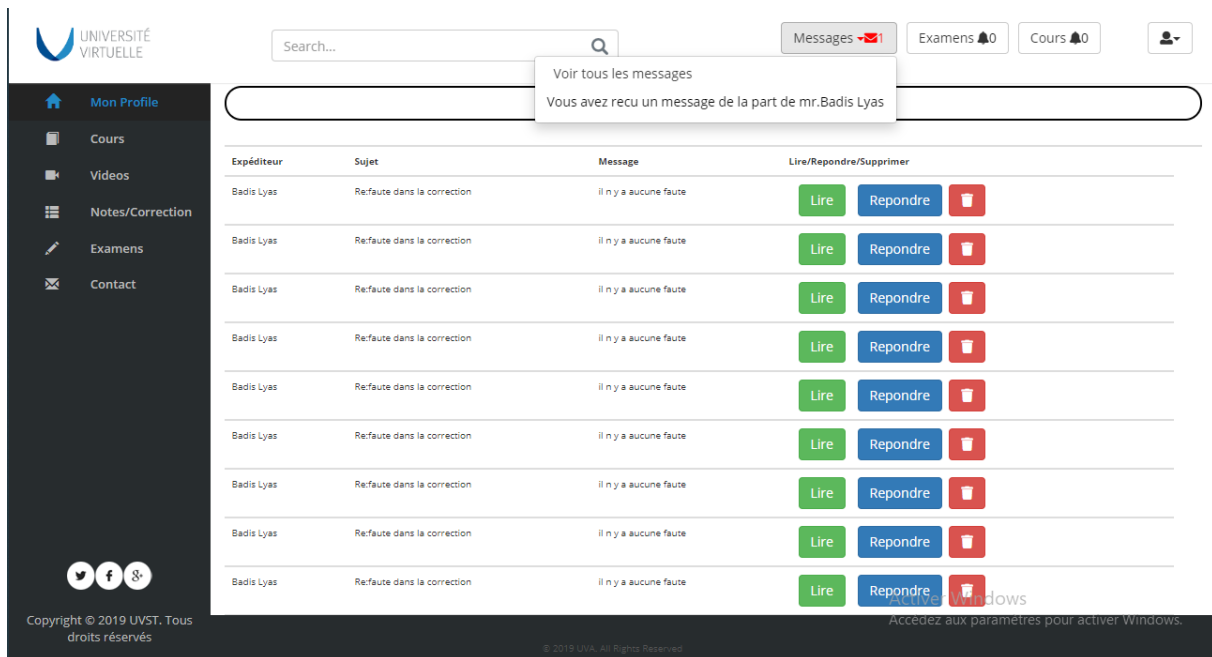 UNIVERSITÉ
VIRTUELLE
Search...
Messages 1
Examens 0
Cours 0
Voir tous les messages
Vous avez recu un message de la part de mr.Badis Lyas
Mon Profile
Cours
Videos
Notes/Correction
Examens
Contact
Expéditeur Sujet Message Lire/Repondre/Supprimer
Badis Lyas Re:faute dans la correction il n y a aucune faute Lire Repondre
Badis Lyas Re:faute dans la correction il n y a aucune faute Lire Repondre
Badis Lyas Re:faute dans la correction il n y a aucune faute Lire Repondre
Badis Lyas Re:faute dans la correction il n y a aucune faute Lire Repondre
Badis Lyas Re:faute dans la correction il n y a aucune faute Lire Repondre
Badis Lyas Re:faute dans la correction il n y a aucune faute Lire Repondre
Badis Lyas Re:faute dans la correction il n y a aucune faute Lire Repondre
Badis Lyas Re:faute dans la correction il n y a aucune faute Lire Repondre
Badis Lyas Re:faute dans la correction il n y a aucune faute Lire Repondre
Activer Windows
Accédez aux paramètres pour activer Windows.
Copyright © 2019 UVST. Tous
droits réservés
© 2019 UVA. All Rights Reserved